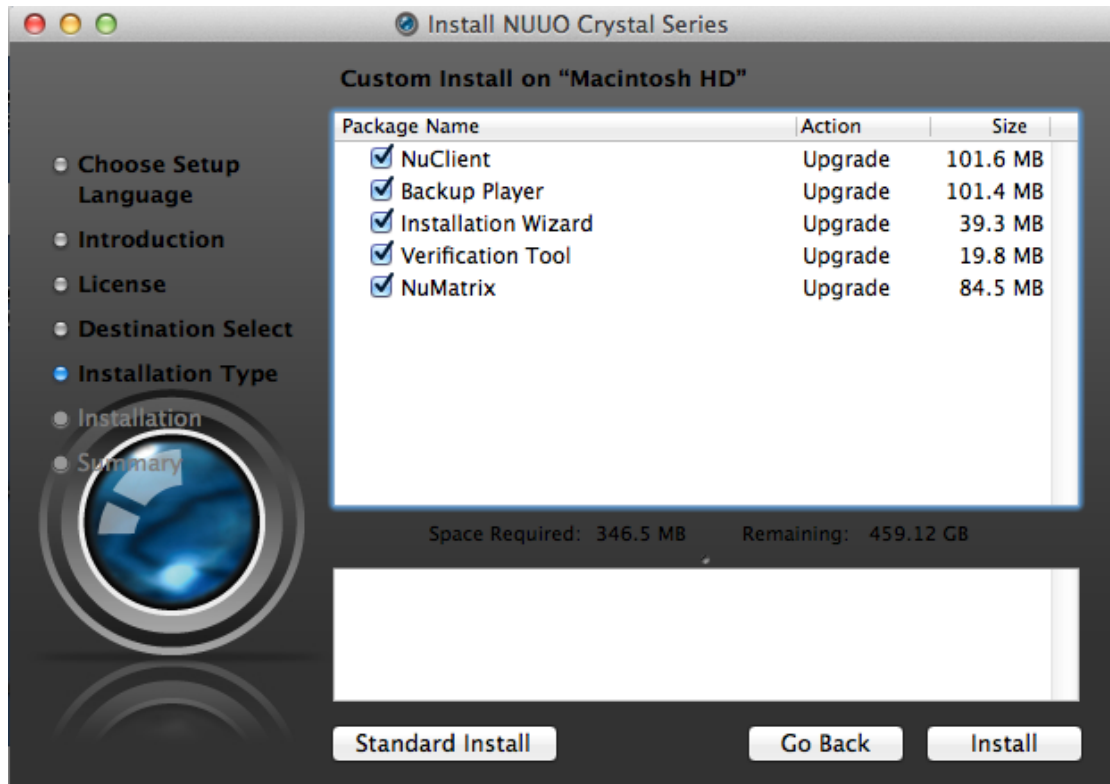 Install NUUO Crystal Series
Custom Install on “Macintosh HD”
Choose Setup
Language
Introduction
License
Destination Select
Installation Type
Installation
Summary
Package Name Action Size
NuClient Upgrade 101.6 MB
Backup Player Upgrade 101.4 MB
Installation Wizard Upgrade 39.3 MB
Verification Tool Upgrade 19.8 MB
NuMatrix Upgrade 84.5 MB
Space Required: 346.5 MB Remaining: 459.12 GB
Standard Install Go Back Install